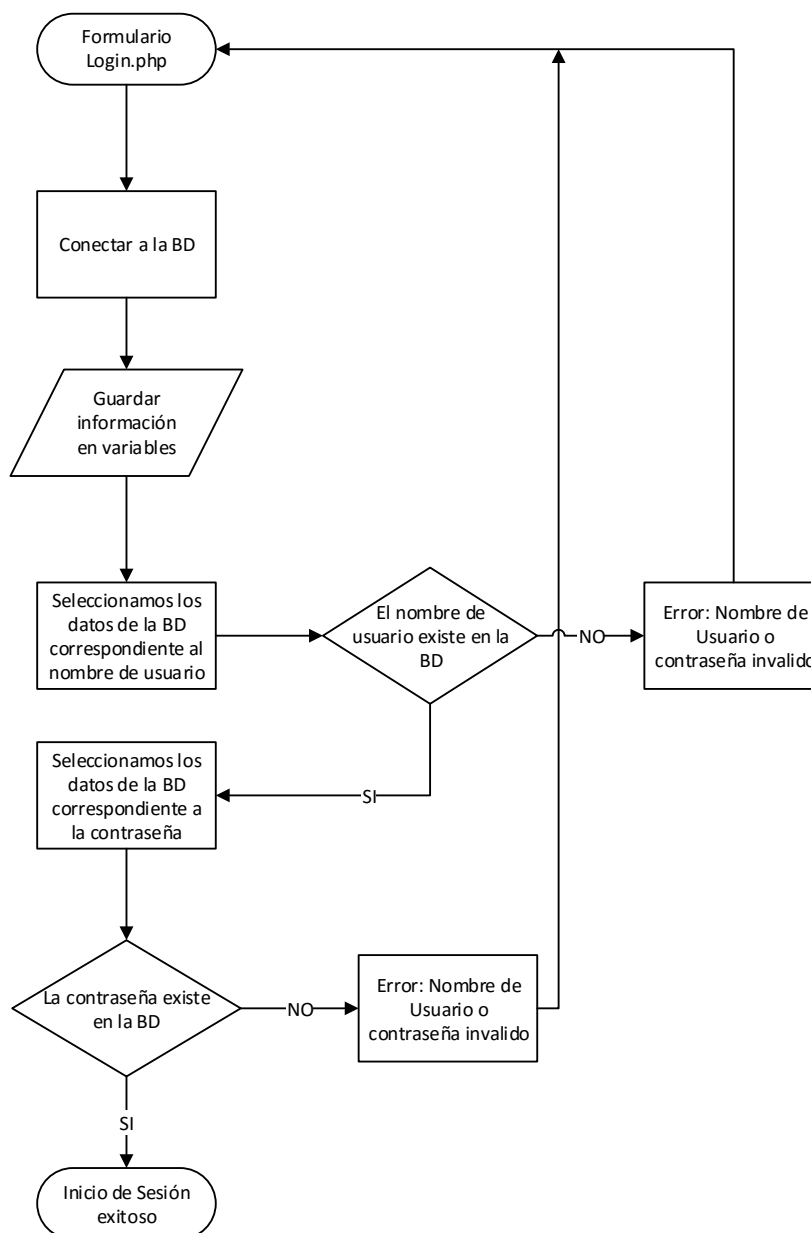 Formulario
Login.php
Conectar a la BD
Guardar
información
en variables
Seleccionamos los
datos de la BD
correspondiente al
nombre de usuario
El nombre de
usuario existe en la
BD
NO
Error: Nombre de
Usuario o
contraseña invalido
SI
Seleccionamos los
datos de la BD
correspondiente a
la contraseña
La contraseña existe
en la BD
NO
Error: Nombre de
Usuario o
contraseña invalido
SI
Inicio de Sesión
exitoso